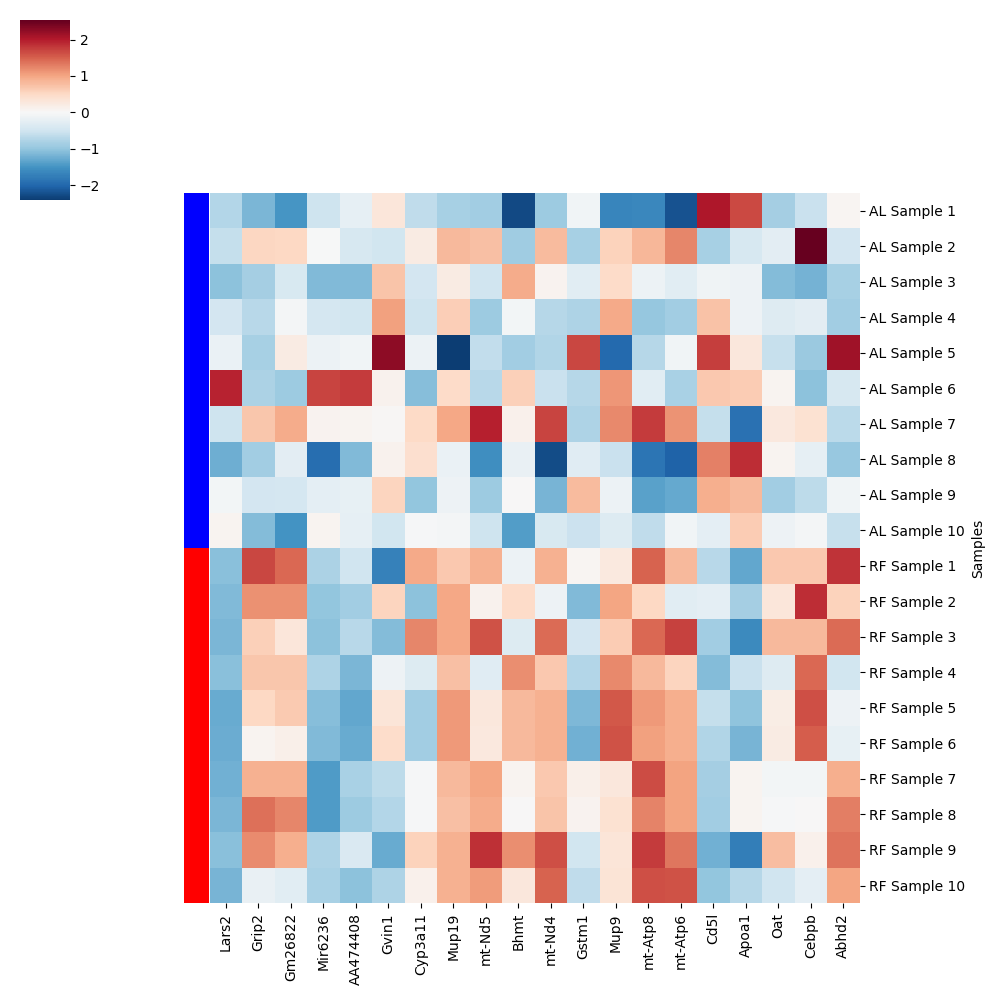 2
1
0
−1
−2
AL Sample 1
AL Sample 2
AL Sample 3
AL Sample 4
AL Sample 5
AL Sample 6
AL Sample 7
AL Sample 8
AL Sample 9
AL Sample 10
RF Sample 1
RF Sample 2
RF Sample 3
RF Sample 4
RF Sample 5
RF Sample 6
RF Sample 7
RF Sample 8
RF Sample 9
RF Sample 10
Samples
Lars2
Grip2
Gm26822
Mir6236
AA474408
Gvin1
Cyp3a11
Mup19
mt-Nd5
Bhmt
mt-Nd4
Gstm1
Mup9
mt-Atp8
mt-Atp6
Cd5l
Apoa1
Oat
Cebpb
Abhd2